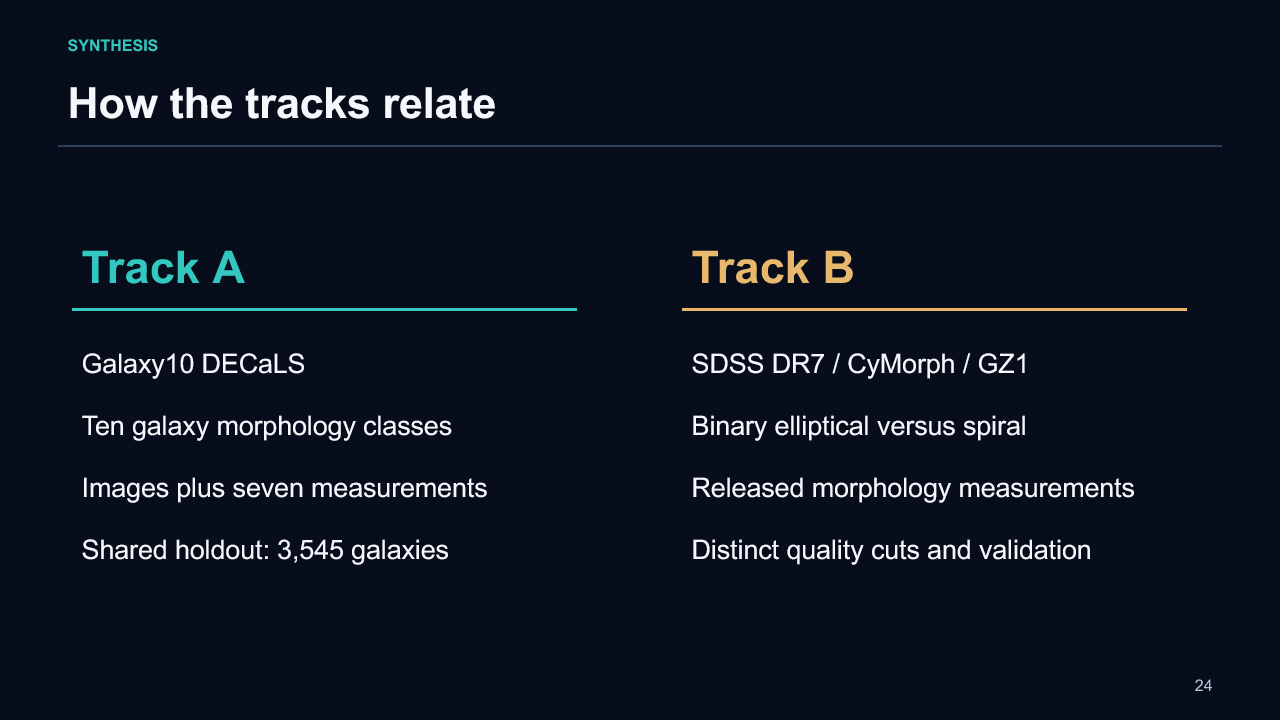 SYNTHESIS
How the tracks relate
Track A
Galaxy10 DECaLS
Ten galaxy morphology classes
Images plus seven measurements
Shared holdout: 3,545 galaxies
Track B
SDSS DR7 / CyMorph / GZ1
Binary elliptical versus spiral
Released morphology measurements
Distinct quality cuts and validation
24